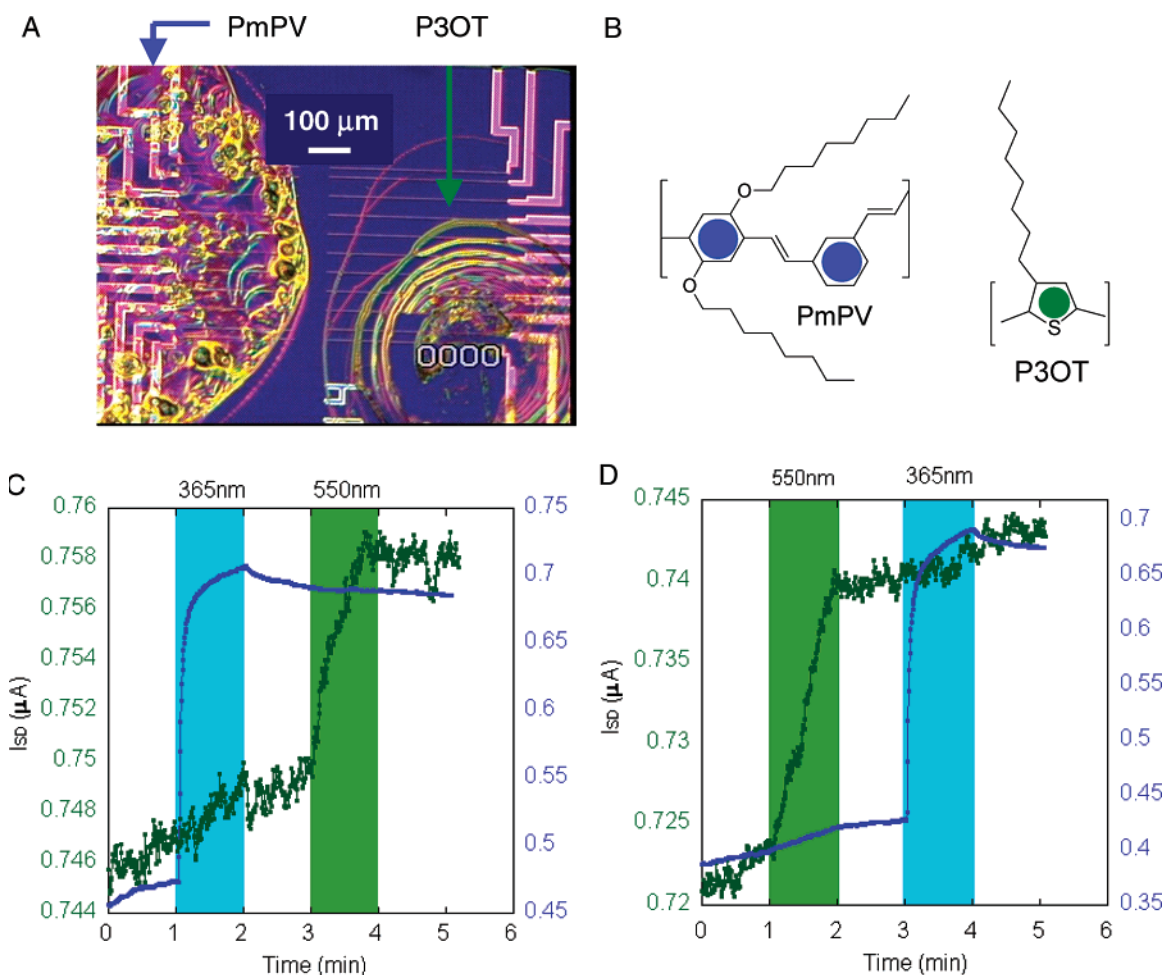 A
PmPV
P3OT
100 μm
0000
B
O
O
PmPV
S
P3OT
C
365nm
550nm
0.76
0.758
0.756
0.754
0.752
0.75
0.748
0.746
0.744
0.75
0.7
0.65
0.6
0.55
0.5
0.45
ISD (μA)
0 1 2 3 4 5 6
Time (min)
D
550nm
365nm
0.745
0.74
0.735
0.73
0.725
0.72
0.7
0.65
0.6
0.55
0.5
0.45
0.4
0.35
ISD (μA)
0 1 2 3 4 5 6
Time (min)